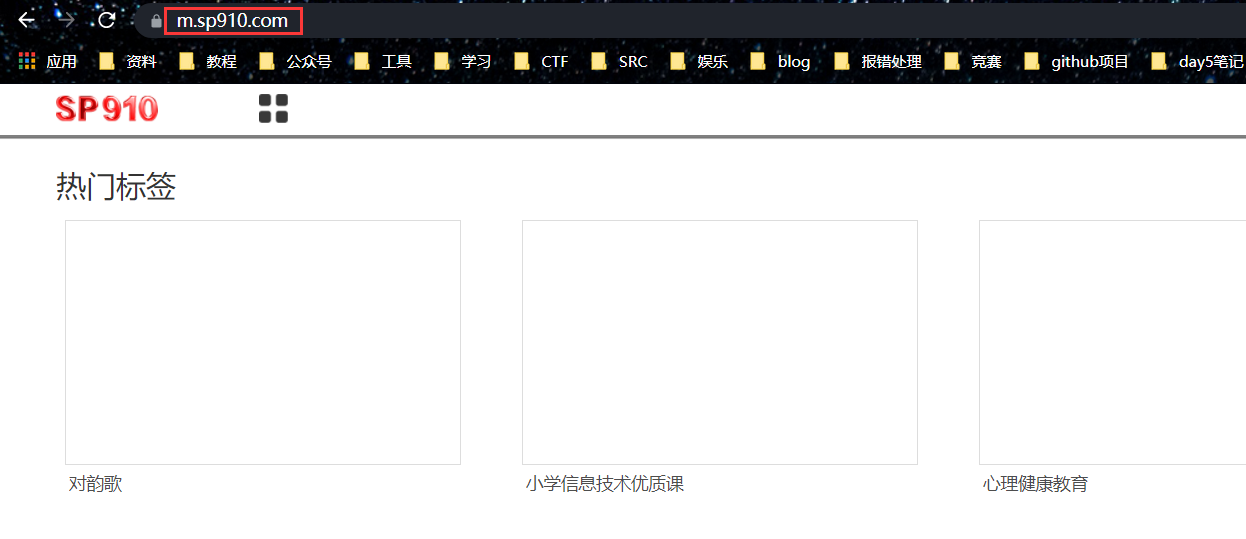 m.sp910.com
应用 资料 教程 公众号 工具 学习 CTF SRC 娱乐 blog 报错处理 竞赛 github项目 day5笔记
SP910
热门标签
对韵歌 小学信息技术优质课 心理健康教育